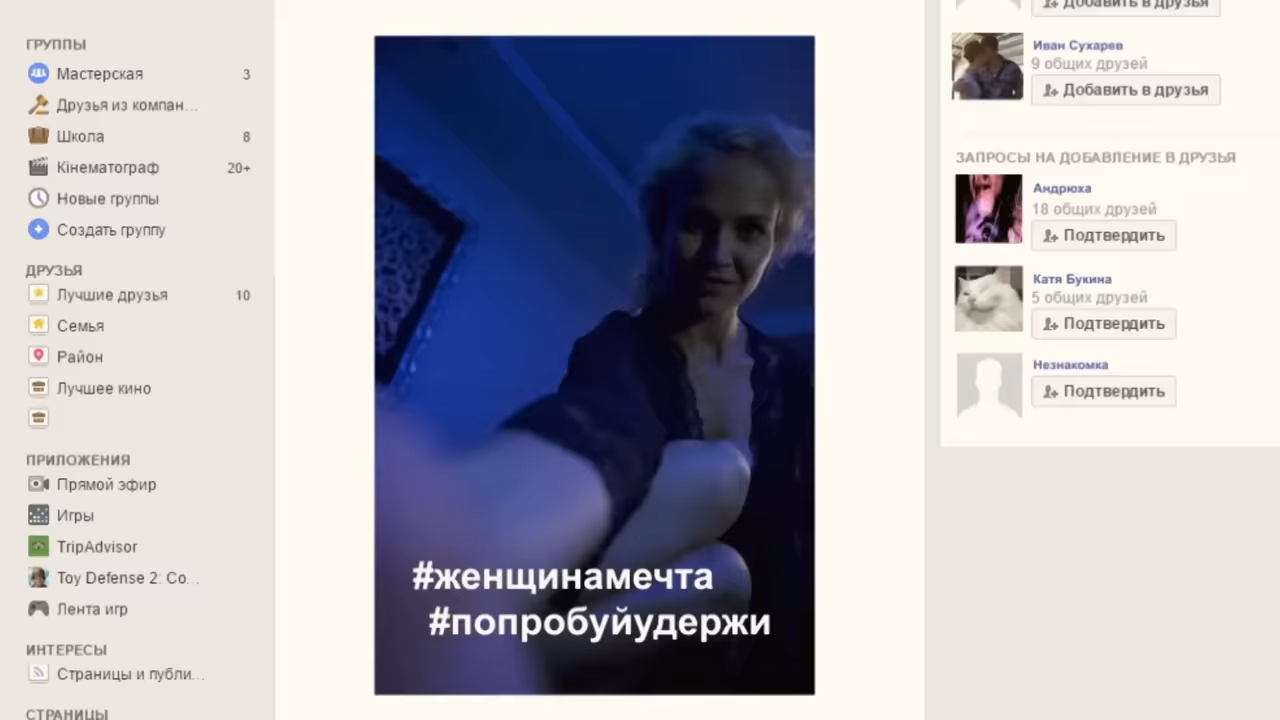 ГРУППЫ
Мастерская 3
Друзья из компан...
Школа 8
Кінематограф 20+
Новые группы
Создать группу
ДРУЗЬЯ
Лучшие друзья 10
Семья
Район
Лучшее кино
ПРИЛОЖЕНИЯ
Прямой эфир
Игры
TripAdvisor
Toy Defense 2: Co...
Лента игр
ИНТЕРЕСЫ
Страницы и публи...
СТРАНИЦЫ
#женщинамечта
#попробуйудержи
Добавить в друзья
Иван Сухарев
9 общих друзей
Добавить в друзья
ЗАПРОСЫ НА ДОБАВЛЕНИЕ В ДРУЗЬЯ
Андрюха
18 общих друзей
Подтвердить
Катя Букина
5 общих друзей
Подтвердить
Незнакомка
Подтвердить